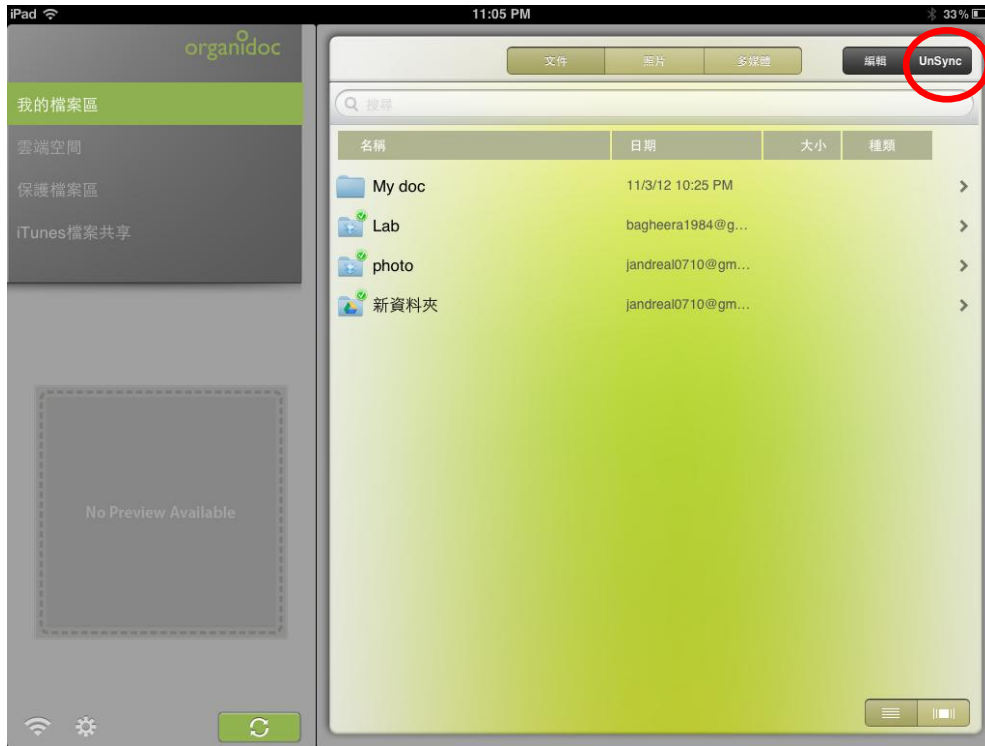 iPad 11:05 PM 33%
organidoc
文件 照片 多媒體 編輯 UnSync
我的檔案區
搜尋
雲端空間
名稱 日期 大小 種類
保護檔案區
My doc 11/3/12 10:25 PM
iTunes檔案共享
Lab bagheera1984@g...
photo jandreal0710@gm...
新資料夾 jandreal0710@gm...
No Preview Available